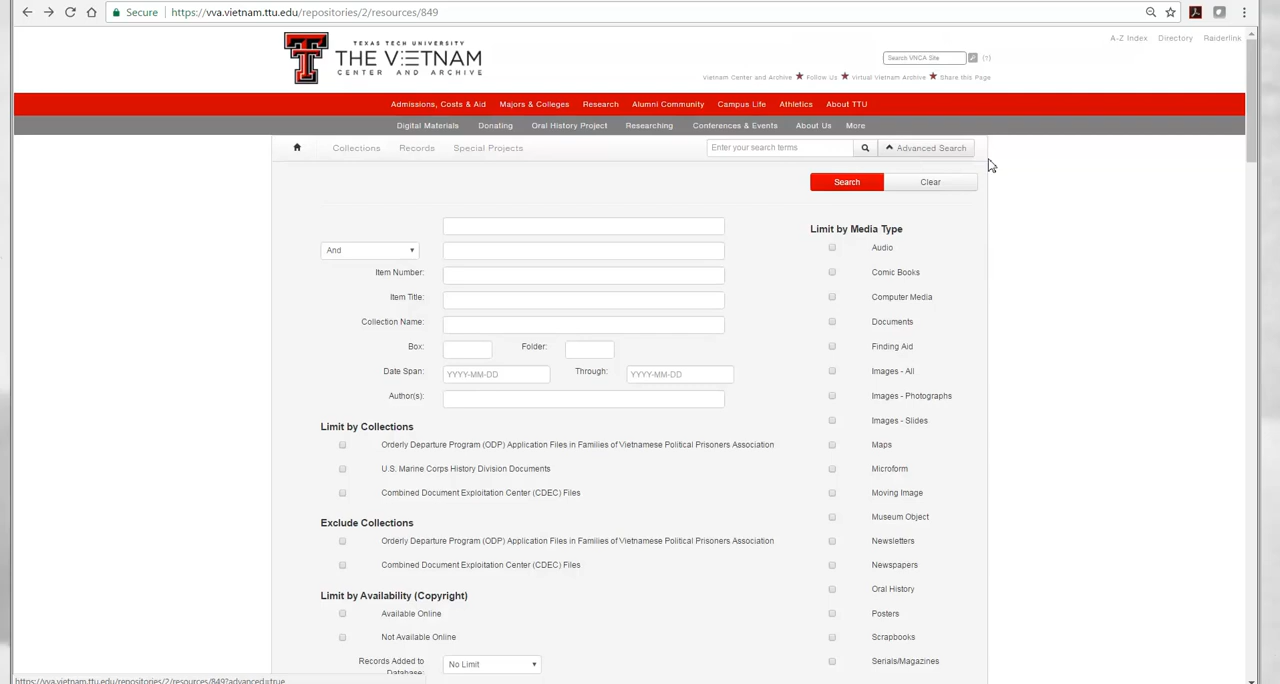 Secure | https://vva.vietnam.ttu.edu/repositories/2/resources/849
A-Z Index Directory Raiderlink
TEXAS TECH UNIVERSITY
THE VIETNAM
CENTER AND ARCHIVE
Search VNCA Site (?)
Vietnam Center and Archive ★ Follow Us ★ Virtual Vietnam Archive ★ Share this Page
Admissions, Costs & Aid Majors & Colleges Research Alumni Community Campus Life Athletics About TTU
Digital Materials Donating Oral History Project Researching Conferences & Events About Us More
Collections Records Special Projects Enter your search terms Advanced Search
Search Clear
Limit by Media Type
And Audio
Item Number: Comic Books
Item Title: Computer Media
Collection Name: Documents
Box: Folder: Finding Aid
Date Span: YYYY-MM-DD Through: YYYY-MM-DD Images - All
Author(s): Images - Photographs
Images - Slides
Limit by Collections
Orderly Departure Program (ODP) Application Files in Families of Vietnamese Political Prisoners Association Maps
U.S. Marine Corps History Division Documents Microform
Combined Document Exploitation Center (CDEC) Files Moving Image
Museum Object
Exclude Collections
Orderly Departure Program (ODP) Application Files in Families of Vietnamese Political Prisoners Association Newsletters
Combined Document Exploitation Center (CDEC) Files Newspapers
Oral History
Limit by Availability (Copyright)
Available Online Posters
Not Available Online Scrapbooks
Records Added to No Limit Serials/Magazines
Database:
https://vva.vietnam.ttu.edu/repositories/2/resources/849?advanced=true